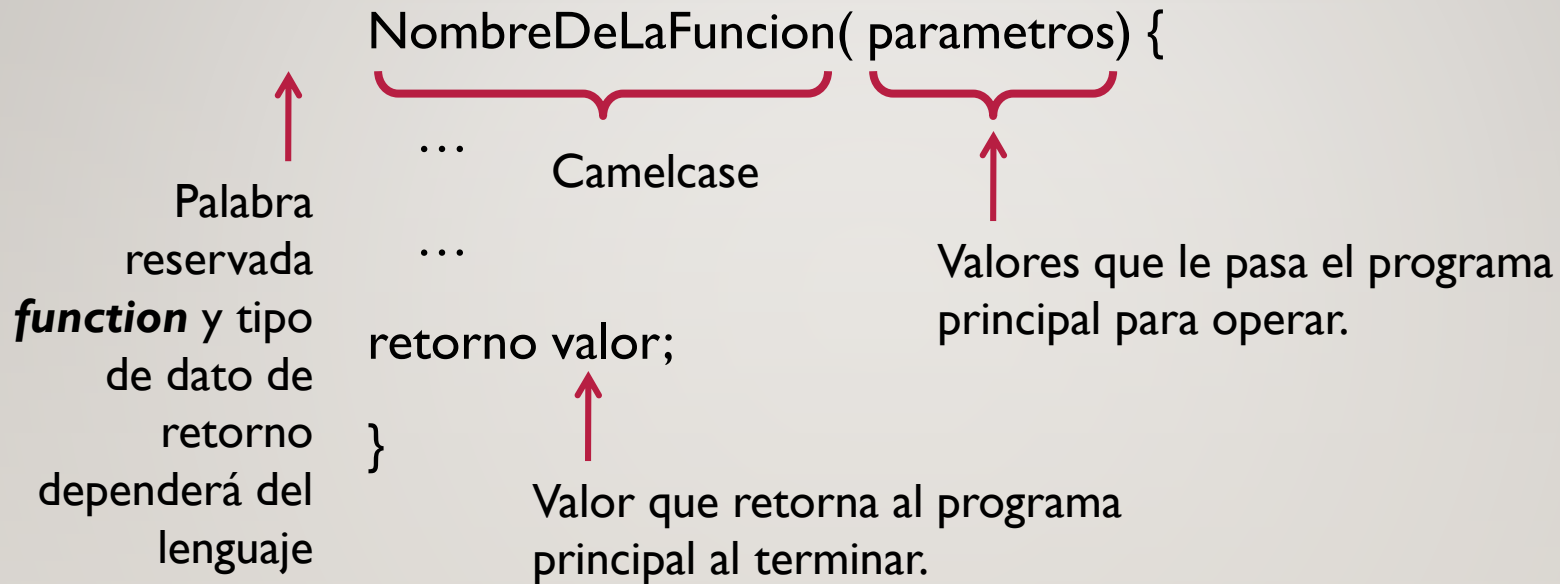 NombreDeLaFuncion( parametros) {
…
Camelcase
…
Palabra
reservada
function y tipo
de dato de
retorno
dependerá del
lenguaje
Valores que le pasa el programa
principal para operar.
retorno valor;
}
Valor que retorna al programa
principal al terminar.